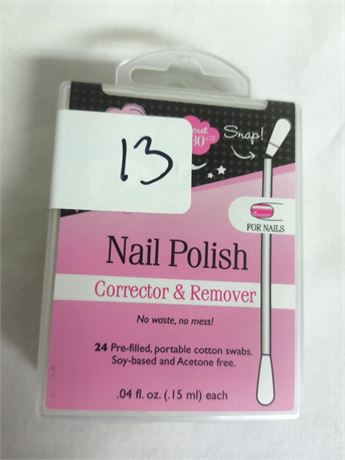 Snap!
13
FOR NAILS
Nail Polish
Corrector & Remover
No waste, no mess!
24 Pre-filled, portable cotton swabs.
Soy-based and Acetone free.
.04 fl. oz. (.15 ml) each